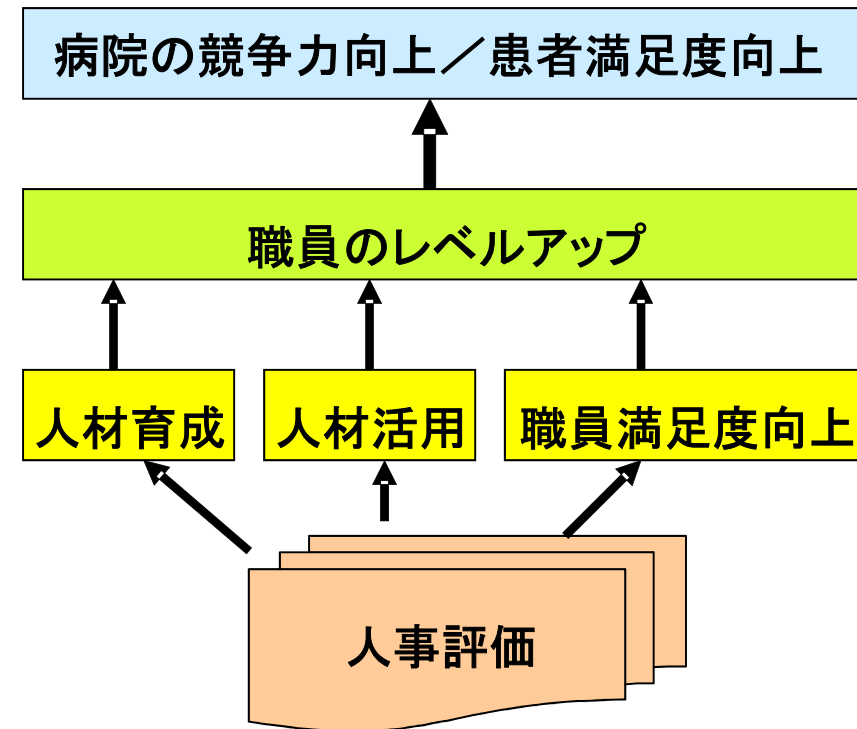 病院の競争力向上／患者満足度向上
職員のレベルアップ
人材育成
人材活用
職員満足度向上
人事評価